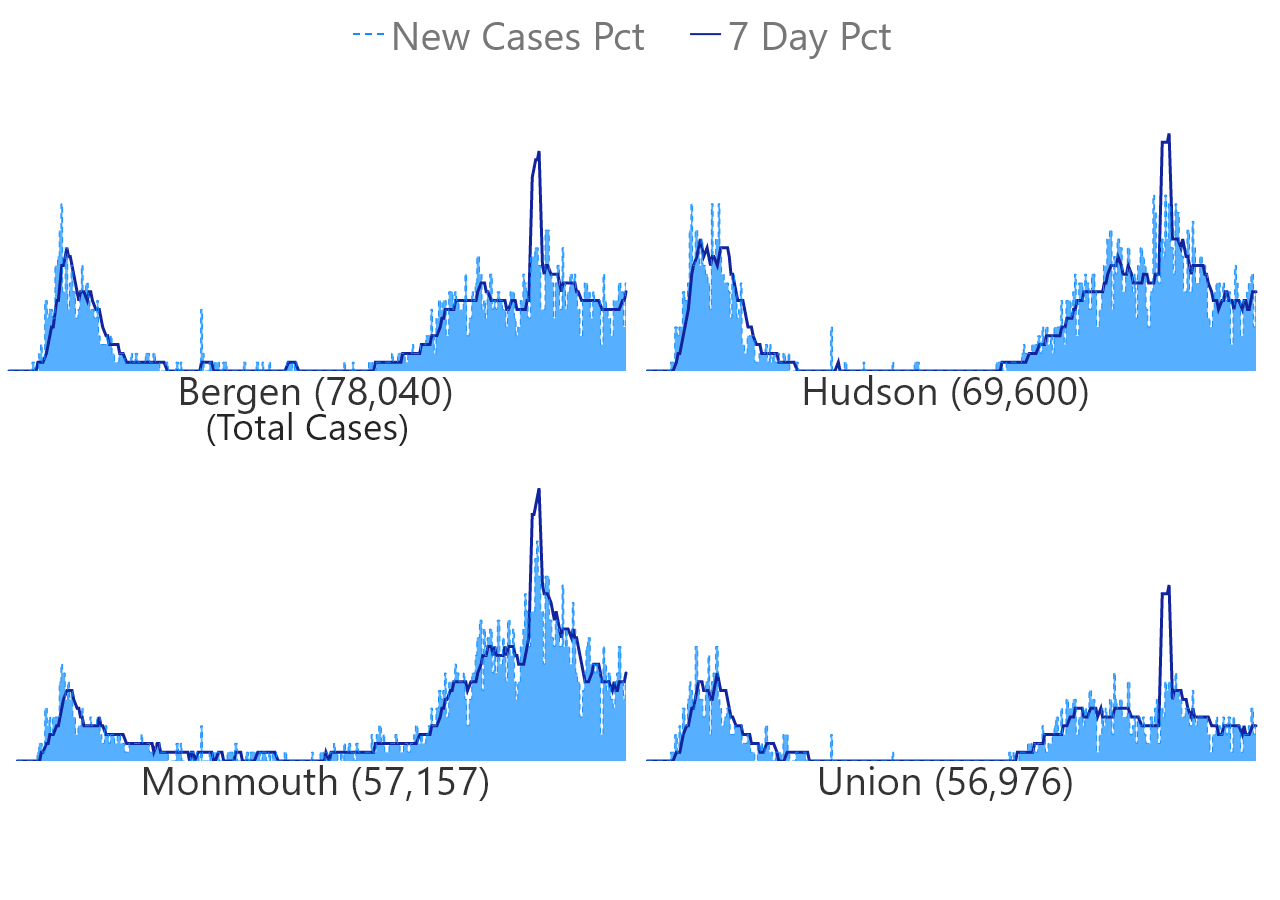 New Cases Pct 7 Day Pct
Bergen (78,040) Hudson (69,600)
(Total Cases)
Monmouth (57,157) Union (56,976)